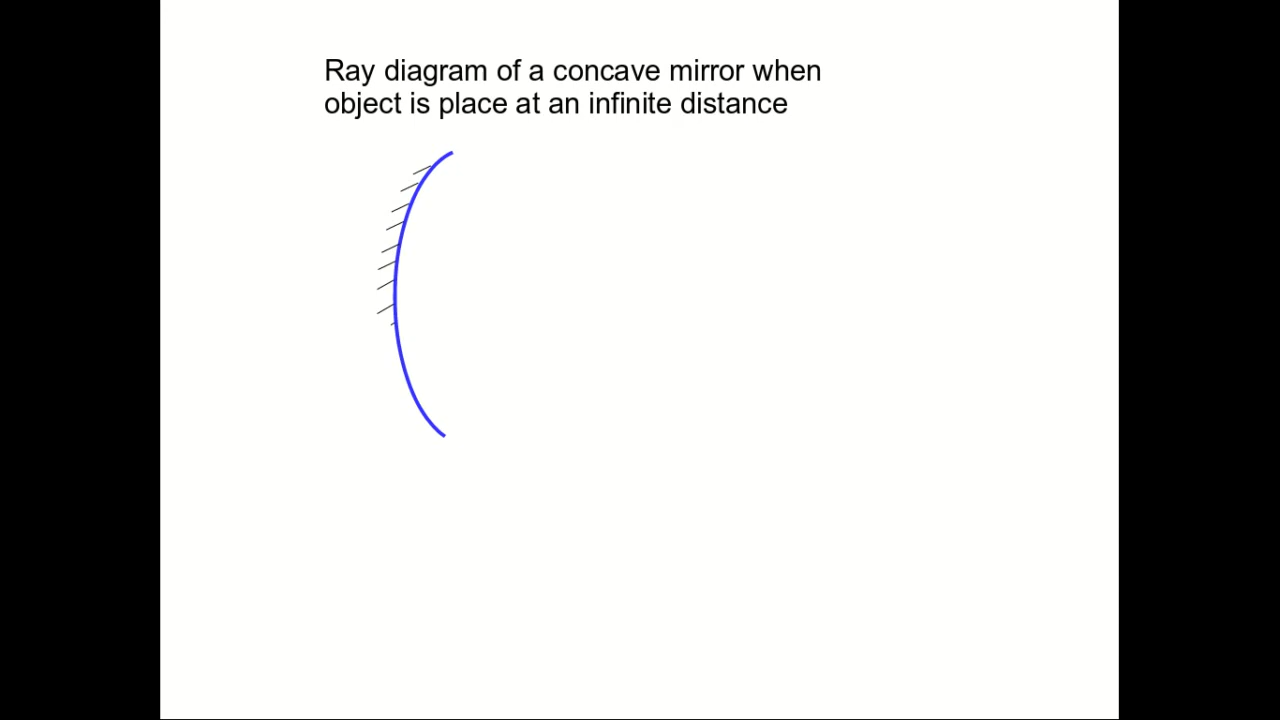 Ray diagram of a concave mirror when
object is place at an infinite distance